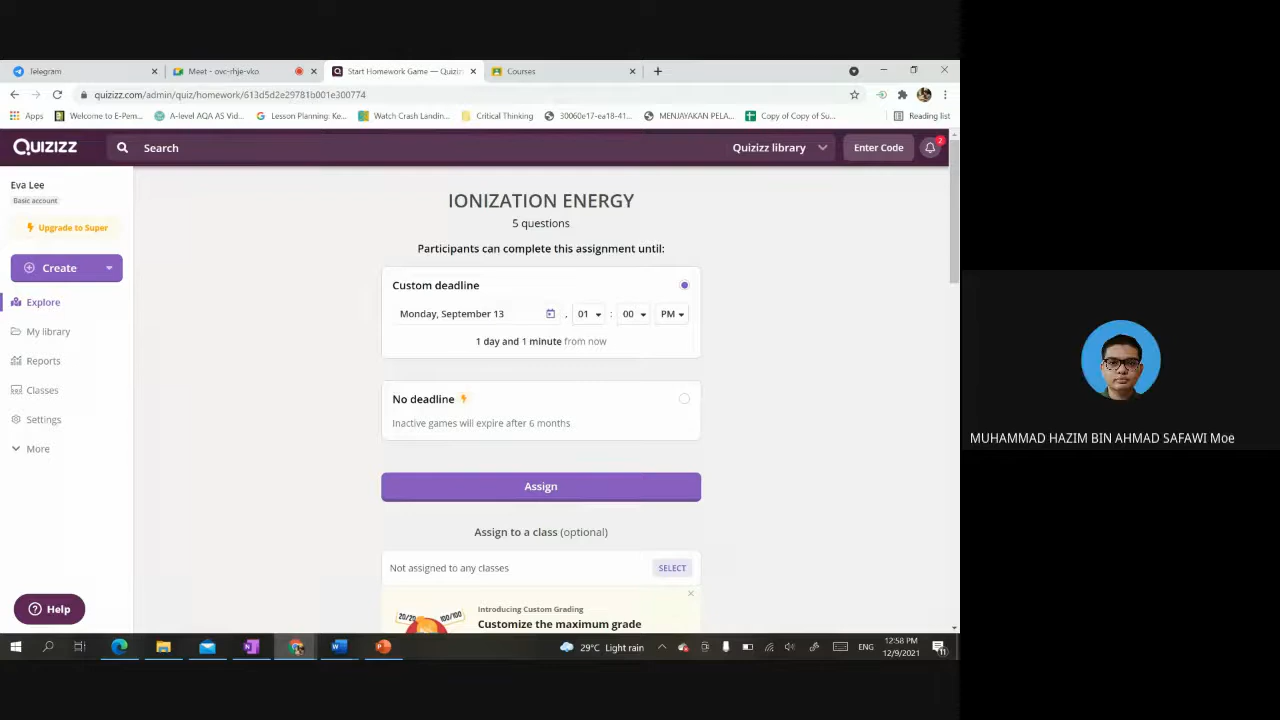 Telegram
Meet - ovc-rhje-vko
Start Homework Game — Quiziz
Courses
quizizz.com/admin/quiz/homework/613d5d2e29781b001e300774
Apps
Welcome to E-Pem...
A-level AQA AS Vid...
Lesson Planning: Ke...
Watch Crash Landin...
Critical Thinking
30060e17-ea18-41...
MENJAYAKAN PELA...
Copy of Copy of Su...
Reading list
QUIZIZZ
Search
Quizizz library
Enter Code
2
Eva Lee
Basic account
Upgrade to Super
Create
Explore
My library
Reports
Classes
Settings
More
Help
IONIZATION ENERGY
5 questions
Participants can complete this assignment until:
Custom deadline
Monday, September 13 , 01 : 00 PM
1 day and 1 minute from now
No deadline
Inactive games will expire after 6 months
Assign
Assign to a class (optional)
Not assigned to any classes
SELECT
Introducing Custom Grading
Customize the maximum grade
20/20
100/100
MUHAMMAD HAZIM BIN AHMAD SAFAWI Moe
29°C Light rain
ENG
12:58 PM
12/9/2021
11